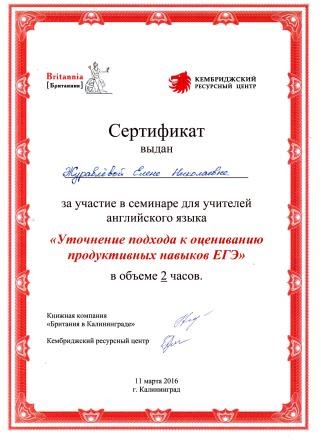 Britannia
[Британия]
КЕМБРИДЖСКИЙ
РЕСУРСНЫЙ ЦЕНТР
Сертификат
выдан
Журавлёвой Елене Николаевне
за участие в семинаре для учителей
английского языка
«Уточнение подхода к оцениванию
продуктивных навыков ЕГЭ»
в объеме 2 часов.
Книжная компания
«Британия в Калининграде»
Кембриджский ресурсный центр
11 марта 2016
г. Калининград